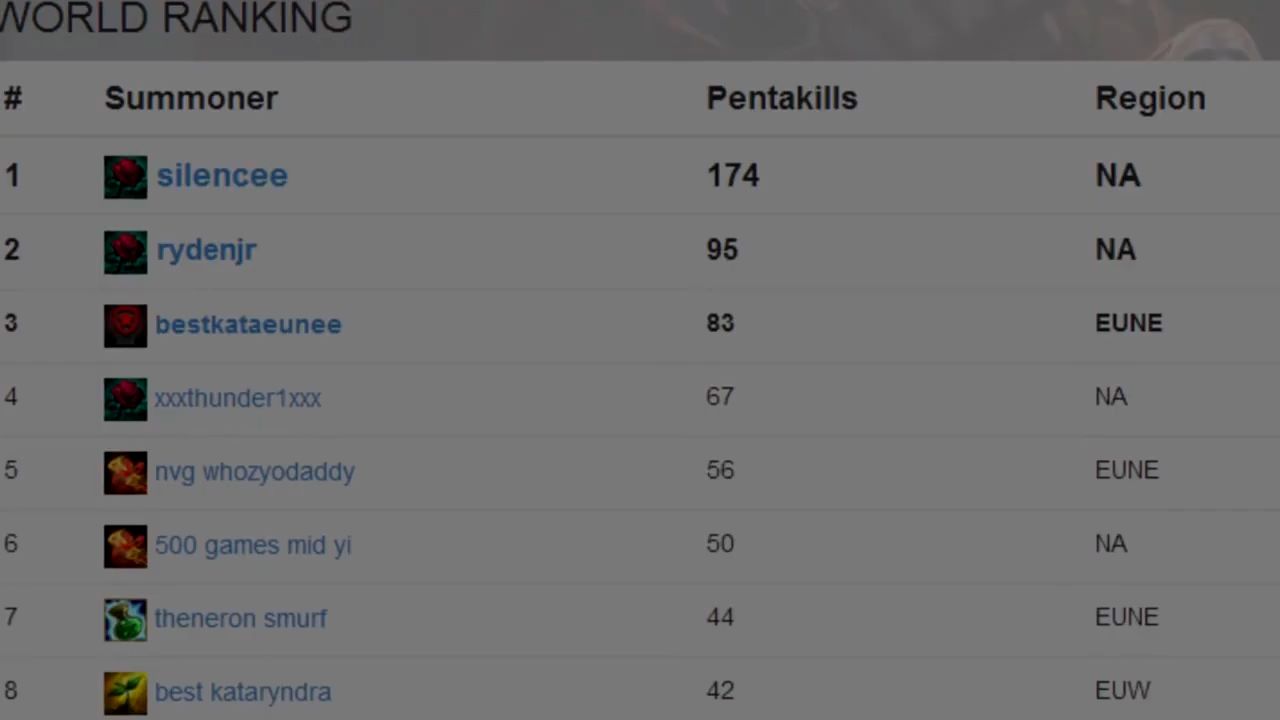 WORLD RANKING
# Summoner Pentakills Region
1 silencee 174 NA
2 rydenjr 95 NA
3 bestkataeunee 83 EUNE
4 xxxthunder1xxx 67 NA
5 nvg whozyodaddy 56 EUNE
6 500 games mid yi 50 NA
7 theneron smurf 44 EUNE
8 best kataryndra 42 EUW